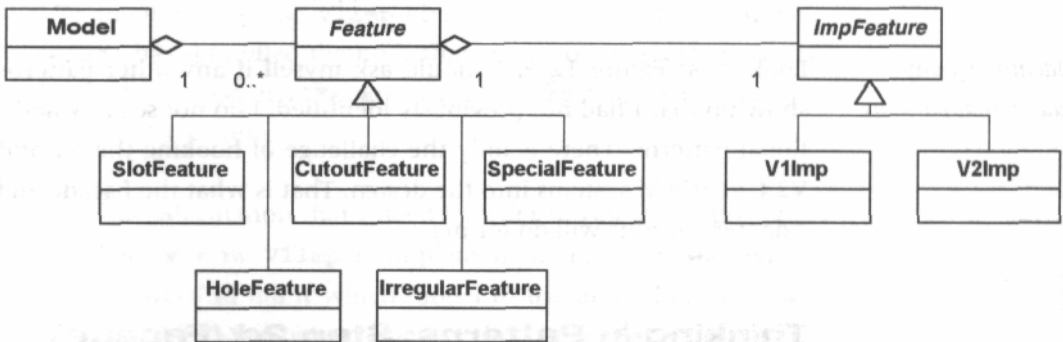 Model
Feature
ImpFeature
1
0..*
1
1
SlotFeature
CutoutFeature
SpecialFeature
V1Imp
V2Imp
HoleFeature
IrregularFeature